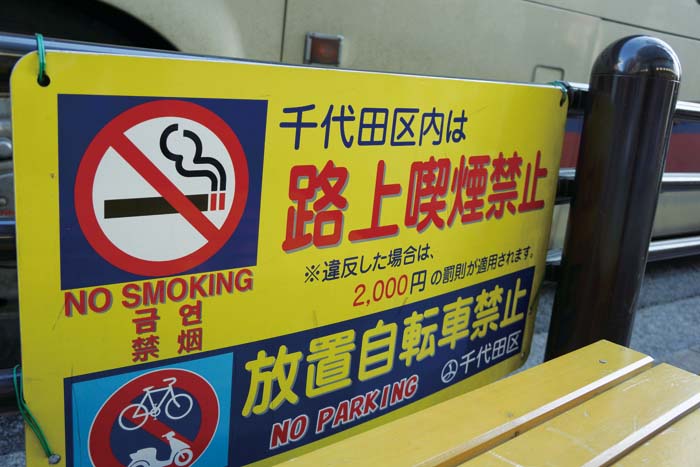 千代田区内は
路上喫煙禁止
※違反した場合は、
2,000円の罰則が適用されます。
NO SMOKING
금연
禁烟
放置自転車禁止
NO PARKING
千代田区